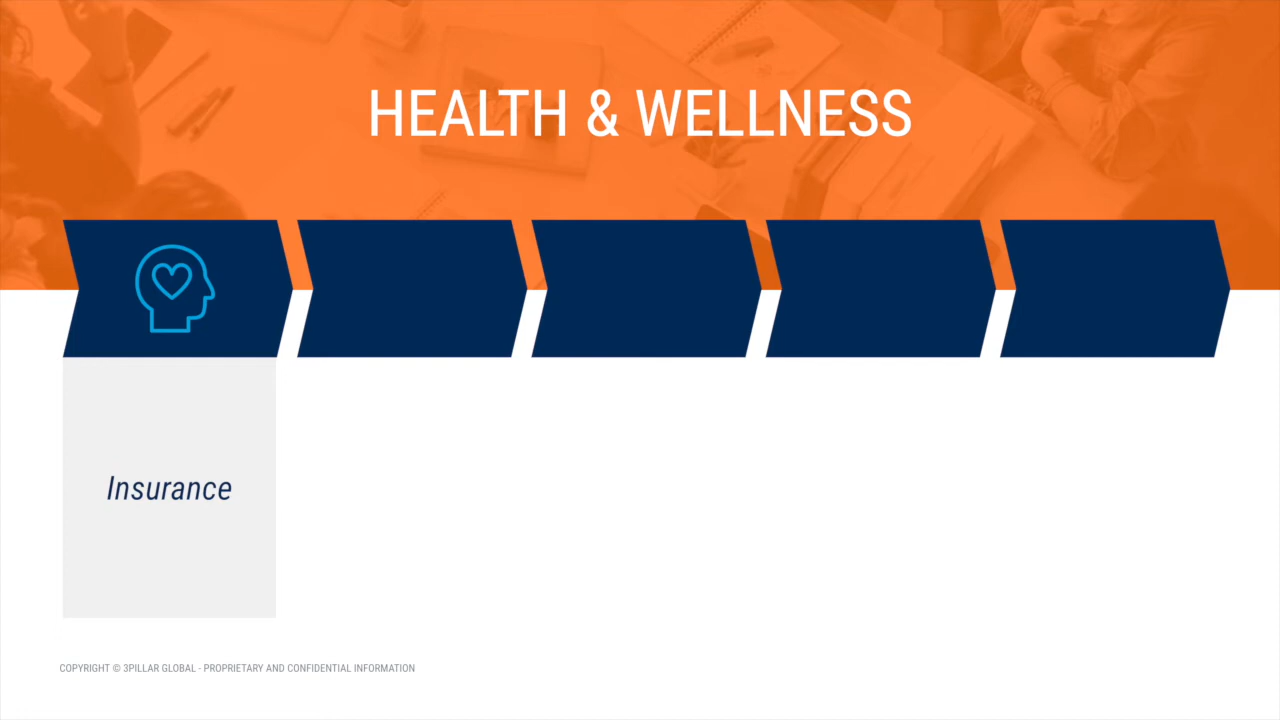 HEALTH & WELLNESS
Insurance
COPYRIGHT © 3PILLAR GLOBAL - PROPRIETARY AND CONFIDENTIAL INFORMATION